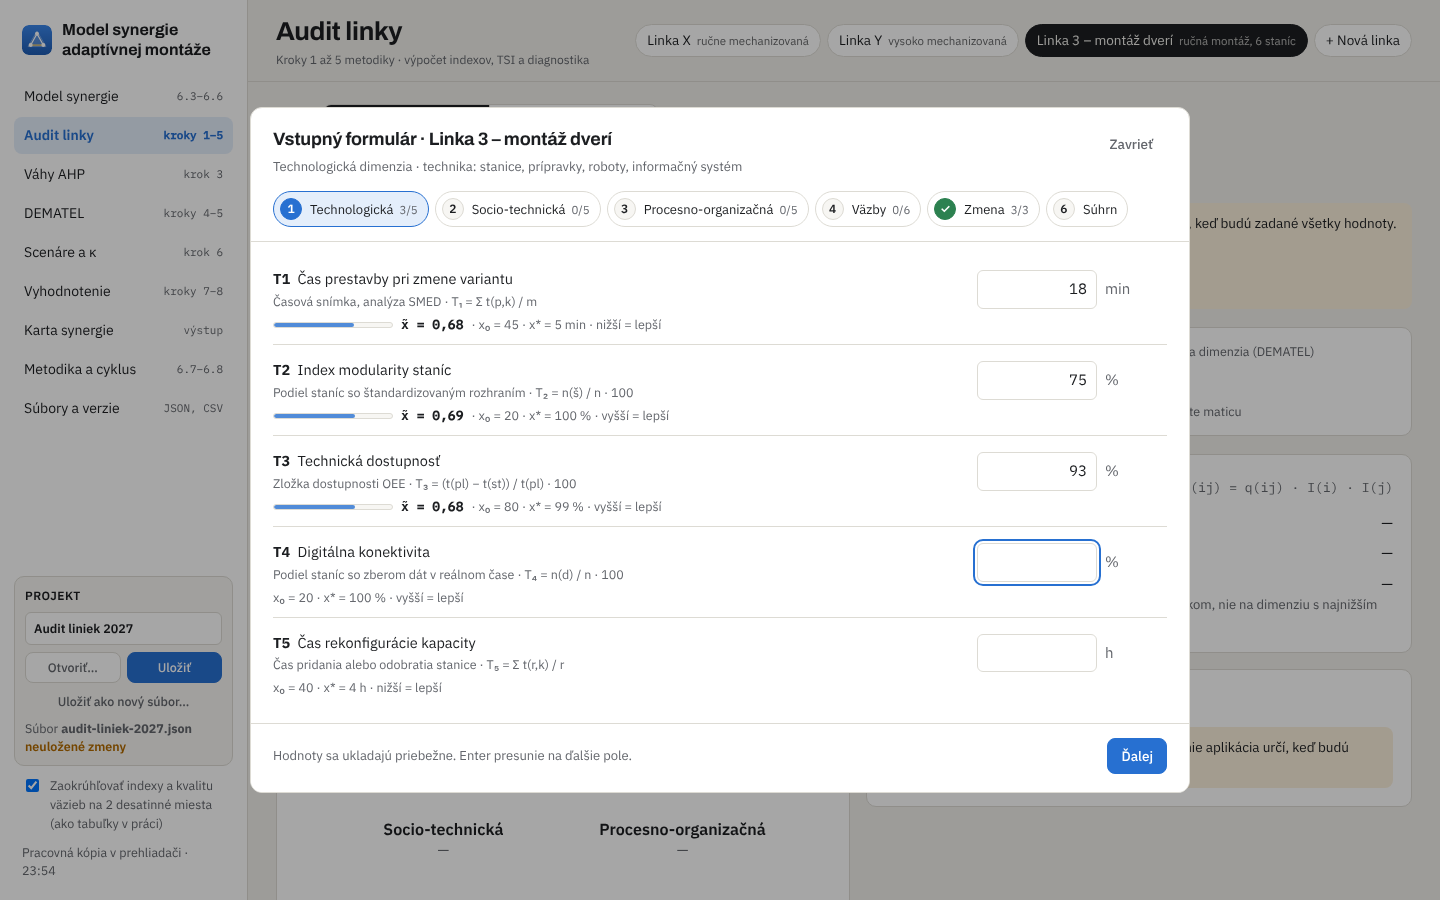 Model synergie
adaptívnej montáže
Model synergie 6.3–6.6
Audit linky kroky 1–5
Váhy AHP krok 3
DEMATEL kroky 4–5
Scenáre a κ krok 6
Vyhodnotenie kroky 7–8
Karta synergie výstup
Metodika a cyklus 6.7–6.8
Súbory a verzie JSON, CSV
PROJEKT
Audit liniek 2027
Otvoriť... Uložiť
Uložiť ako nový súbor...
Súbor audit-liniek-2027.json
neuložené zmeny
Zaokrúhľovať indexy a kvalitu
väzieb na 2 desatinné miesta
(ako tabuľky v práci)
Pracovná kópia v prehliadači ·
23:54
Audit linky
Kroky 1 až 5 metodiky · výpočet indexov, TSI a diagnostika
Linka X ručne mechanizovaná
Linka Y vysoko mechanizovaná
Linka 3 – montáž dverí ručná montáž, 6 staníc
+ Nová linka
Vstupný formulár · Linka 3 – montáž dverí
Zavrieť
Technologická dimenzia · technika: stanice, prípravky, roboty, informačný systém
1 Technologická 3/5
2 Socio-technická 0/5
3 Procesno-organizačná 0/5
4 Väzby 0/6
Zmena 3/3
6 Súhrn
T1 Čas prestavby pri zmene variantu
18 min
Časová snímka, analýza SMED · T₁ = Σ t(p,k) / m
x̃ = 0,68 · x₀ = 45 · x* = 5 min · nižší = lepší
T2 Index modularity staníc
75 %
Podiel staníc so štandardizovaným rozhraním · T₂ = n(š) / n · 100
x̃ = 0,69 · x₀ = 20 · x* = 100 % · vyšší = lepší
T3 Technická dostupnosť
93 %
Zložka dostupnosti OEE · T₃ = (t(pl) − t(st)) / t(pl) · 100
x̃ = 0,68 · x₀ = 80 · x* = 99 % · vyšší = lepší
T4 Digitálna konektivita
%
Podiel staníc so zberom dát v reálnom čase · T₄ = n(d) / n · 100
x₀ = 20 · x* = 100 % · vyšší = lepší
T5 Čas rekonfigurácie kapacity
h
Čas pridania alebo odobratia stanice · T₅ = Σ t(r,k) / r
x₀ = 40 · x* = 4 h · nižší = lepší
Hodnoty sa ukladajú priebežne. Enter presunie na ďalšie pole.
Ďalej
, keď budú zadané všetky hodnoty.
a dimenzia (DEMATEL)
te maticu
(ij) = q(ij) · I(i) · I(j)
—
—
—
kom, nie na dimenziu s najnižším
nie aplikácia určí, keď budú
Socio-technická
—
Procesno-organizačná
—